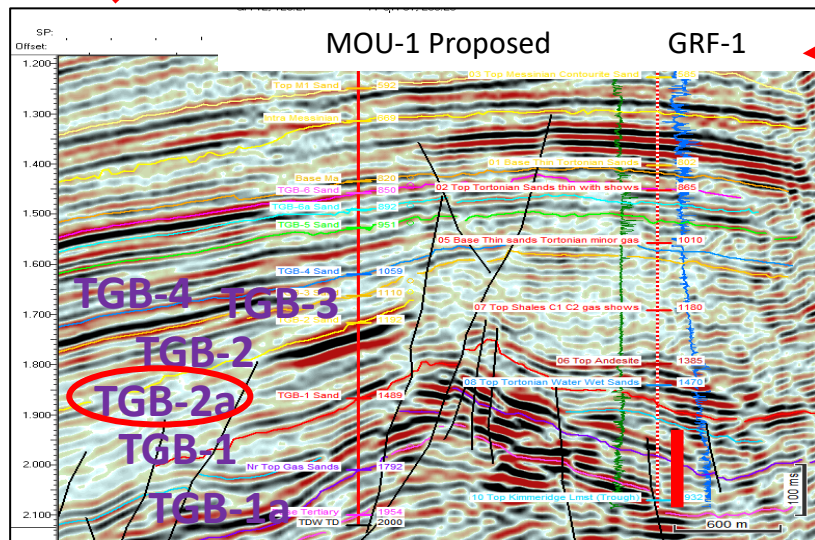 SP:
MOU-1 Proposed GRF-1
Offset:
1.200
03 Top Messinian Contourite Sand 505
Top M1 Sand 592
1.300
Intra Messinian 669
1.400
01 Base Thin Tortonian 802
Base Ma 820
TGB-6 Sand 850
02 Top Tortonian Sands thin with shows 865
TGB-6a Sand 892
1.500
TGB-5 Sand 951
05 Base Thin sands Tortonian minor gas 1010
1.600
TGB-4 Sand 1059
TGB-4
TGB-3
1110
07 Top Shales C1 C2 gas shows 1180
1.700
TGB-2
1.800
06 Top Andesite 1385
08 Top Tortonian Water Wet Sands 1470
TGB-2a
TGB-1 Sand 1489
1.900
TGB-1
2.000
Nr Top Gas Sands 1792
TGB-1a
10 Top Kimmeridge Lmst (Trough) 932
100 ms
Tertiary 1954
2.100
TDW TD 2000
600 m